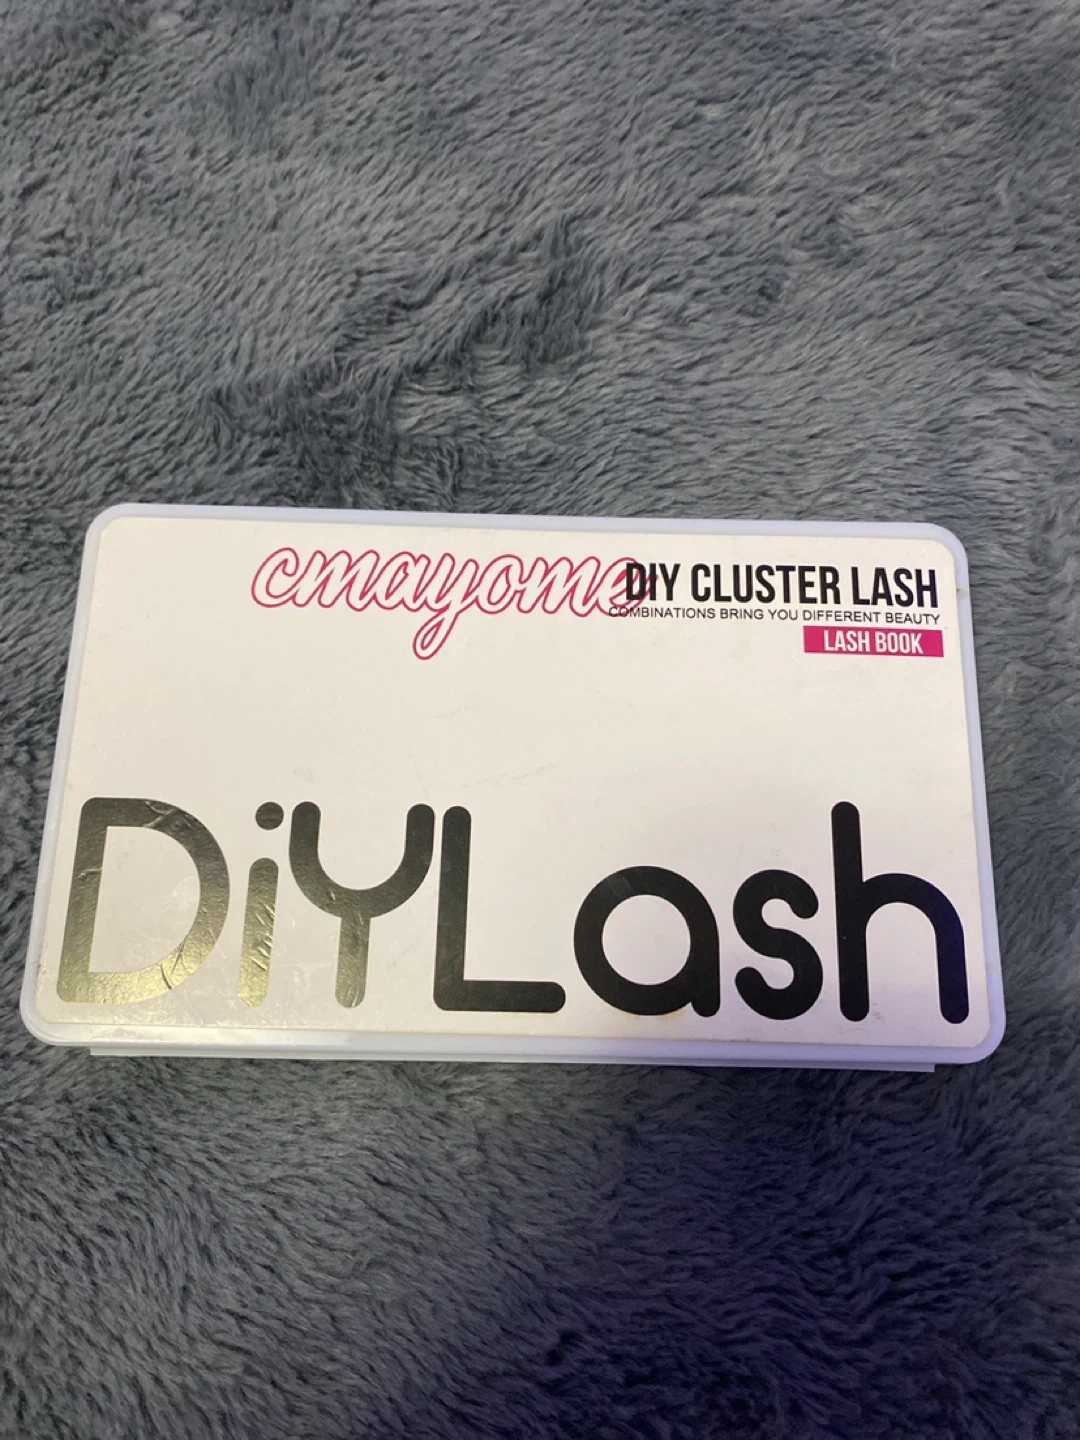 cmayome
DIY CLUSTER LASH
COMBINATIONS BRING YOU DIFFERENT BEAUTY
LASH BOOK
DiYLash